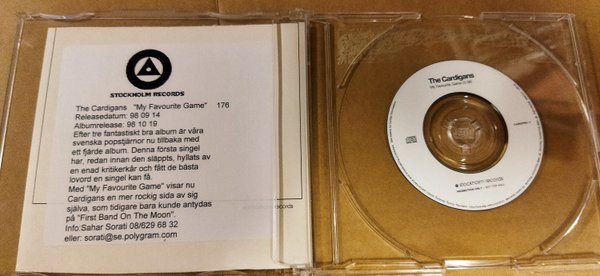 STOCKHOLM RECORDS
The Cardigans "My Favourite Game" 176
Releasedatum: 98 09 14
Albumrelease: 98 10 19
Efter tre fantastiskt bra album är våra
svenska popstjärnor nu tillbaka med
ett fjärde album. Denna första singel
har, redan innan den släppts, hyllats av
en enad kritikerkår och fått de bästa
lovord en singel kan få.
Med "My Favourite Game" visar nu
Cardigans en mer rockig sida av sig
själva, som tidigare bara kunde antydas
på "First Band On The Moon".
Info:Sahar Sorati 08/629 68 32
eller: sorati@se.polygram.com
records
The Cardigans
My Favourite Game
stockholm records
PROMOTION ONLY